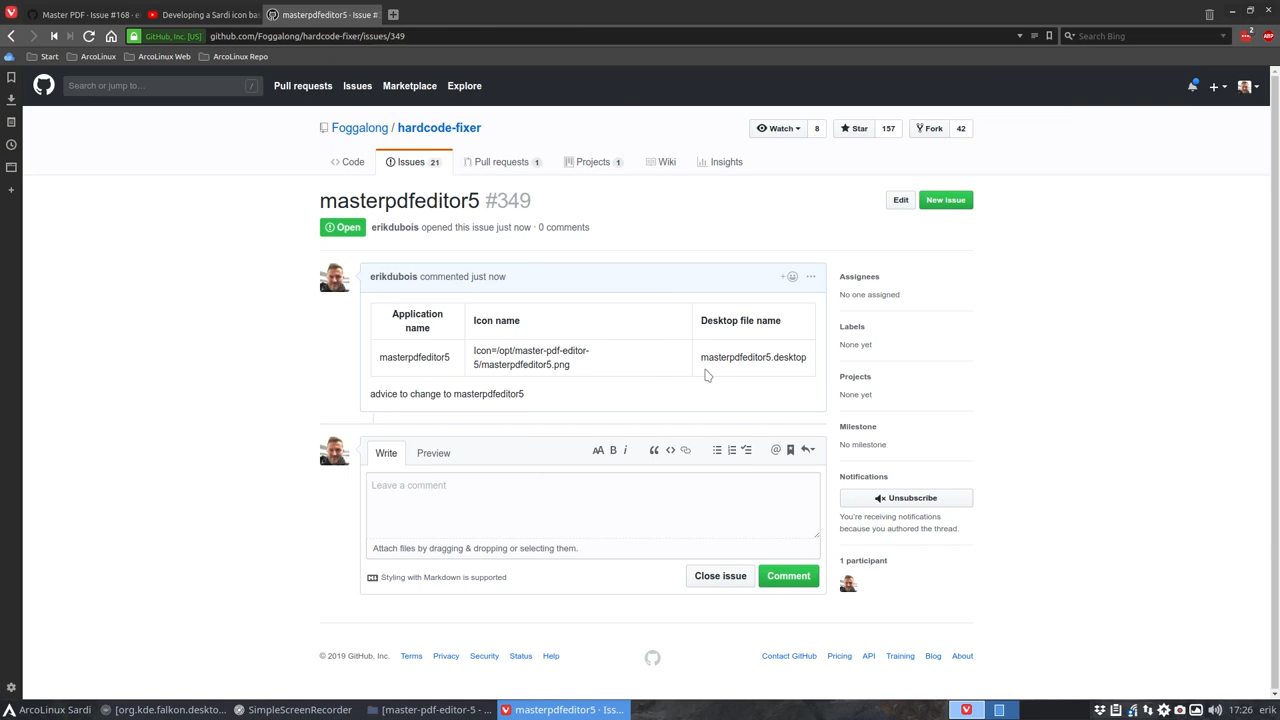 Master PDF · Issue #168 · e
Developing a Sardi icon ba
masterpdfeditor5 · Issue #
GitHub, Inc. [US]
github.com/Foggalong/hardcode-fixer/issues/349
Search Bing
2
ABP
Start
ArcoLinux
ArcoLinux Web
ArcoLinux Repo
Search or jump to…
/
Pull requests
Issues
Marketplace
Explore
Foggalong / hardcode-fixer
Watch
8
Star
157
Fork
42
Code
Issues 21
Pull requests 1
Projects 1
Wiki
Insights
masterpdfeditor5 #349
Edit
New issue
Open
erikdubois opened this issue just now · 0 comments
erikdubois commented just now
Application
name
Icon name
Desktop file name
masterpdfeditor5
Icon=/opt/master-pdf-editor-
5/masterpdfeditor5.png
masterpdfeditor5.desktop
advice to change to masterpdfeditor5
Write
Preview
AA B i
Leave a comment
Attach files by dragging & dropping or selecting them.
Styling with Markdown is supported
Close issue
Comment
Assignees
No one assigned
Labels
None yet
Projects
None yet
Milestone
No milestone
Notifications
Unsubscribe
You're receiving notifications
because you authored the thread.
1 participant
© 2019 GitHub, Inc.
Terms
Privacy
Security
Status
Help
Contact GitHub
Pricing
API
Training
Blog
About
ArcoLinux Sardi
[org.kde.falkon.deskto...
SimpleScreenRecorder
[master-pdf-editor-5 - ...
masterpdfeditor5 · Iss...
17:26
erik